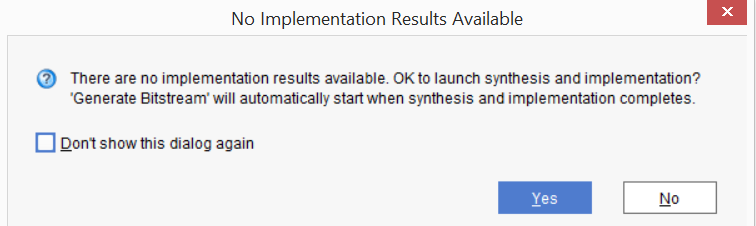 No Implementation Results Available
There are no implementation results available. OK to launch synthesis and implementation?
'Generate Bitstream' will automatically start when synthesis and implementation completes.
Don't show this dialog again
Yes
No